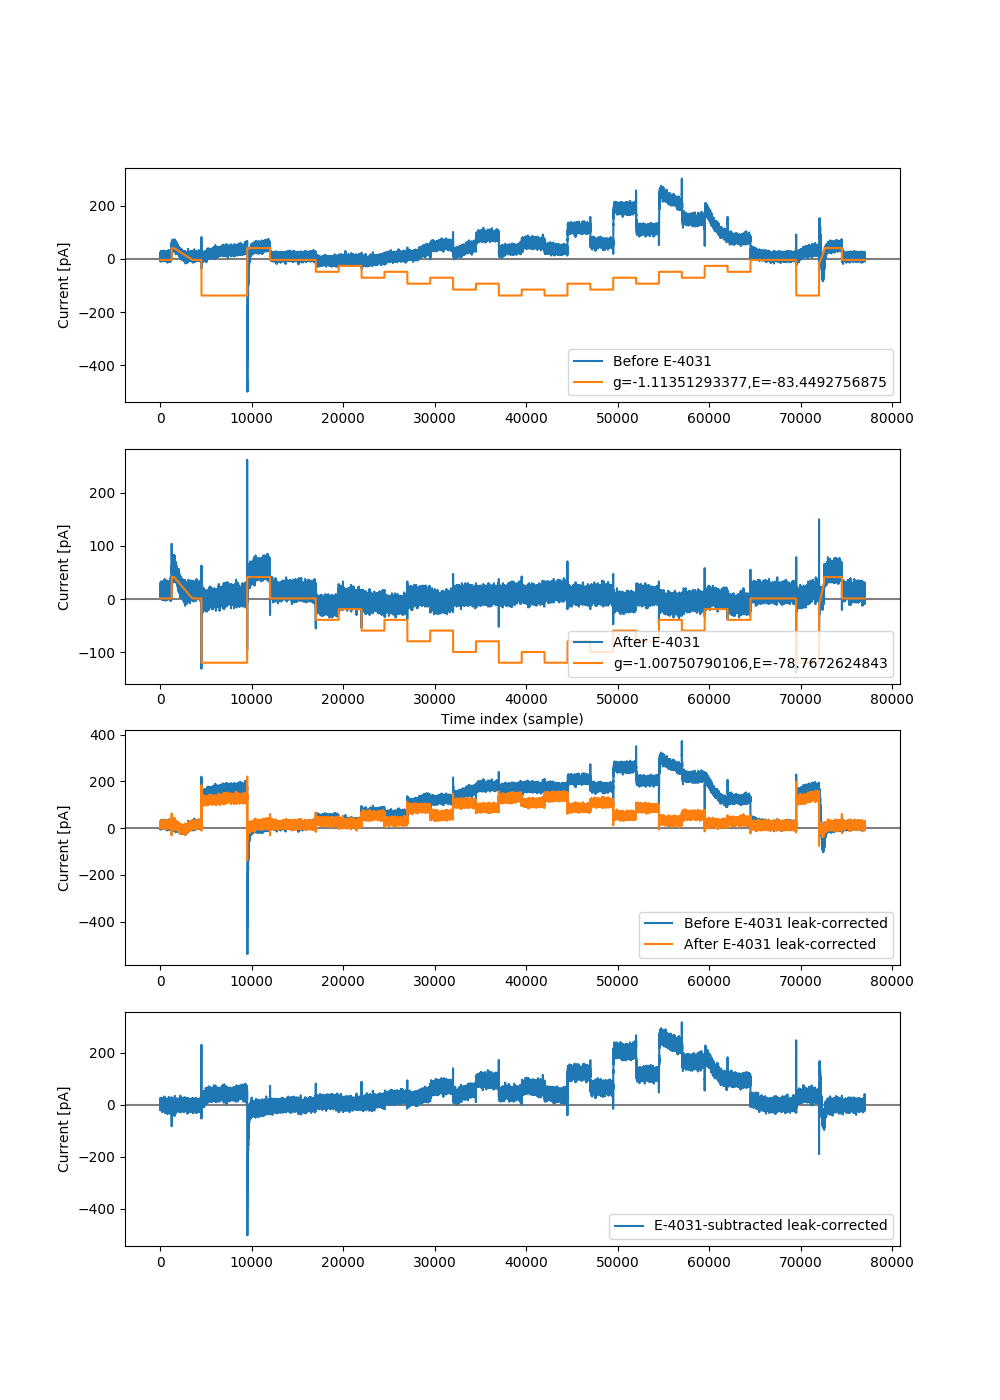 200
0
−200
−400
Current [pA]
Before E-4031
g=-1.11351293377,E=-83.4492756875
0 10000 20000 30000 40000 50000 60000 70000 80000
200
100
0
−100
Current [pA]
After E-4031
g=-1.00750790106,E=-78.7672624843
0 10000 20000 30000 40000 50000 60000 70000 80000
Time index (sample)
400
200
0
−200
−400
Current [pA]
Before E-4031 leak-corrected
After E-4031 leak-corrected
0 10000 20000 30000 40000 50000 60000 70000 80000
200
0
−200
−400
Current [pA]
E-4031-subtracted leak-corrected
0 10000 20000 30000 40000 50000 60000 70000 80000